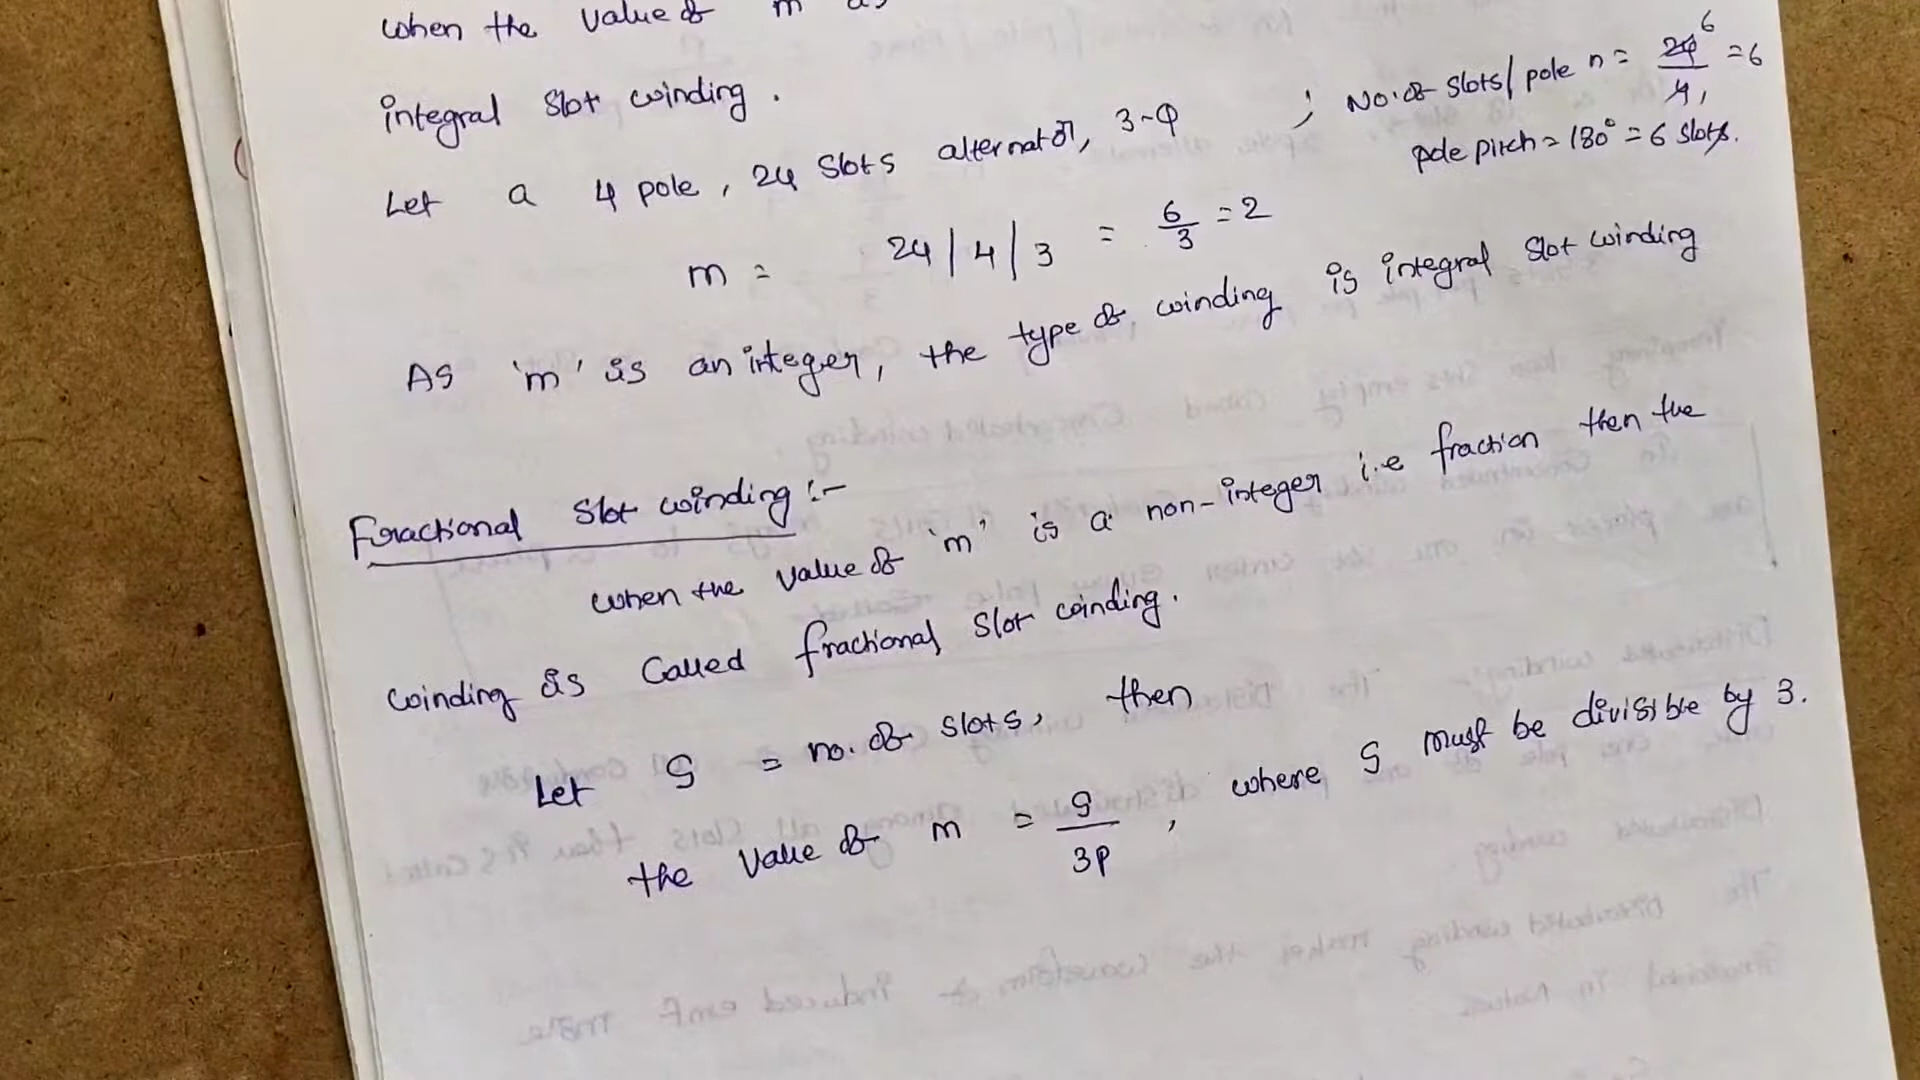 when the value of m
integral slot winding.
Let a 4 pole, 24 slots alternator, 3-φ ; No. of slots/pole n = 24/4 = 6
pole pitch = 180° = 6 slots.
m = 24/4/3 = 6/3 = 2
As 'm' is an integer, the type of winding is integral slot winding
Fractional slot winding :-
when the value of 'm' is a non-integer i.e fraction then the
winding is called fractional slot winding.
Let S = no. of slots, then
the value of m = S/3P, where S must be divisible by 3.